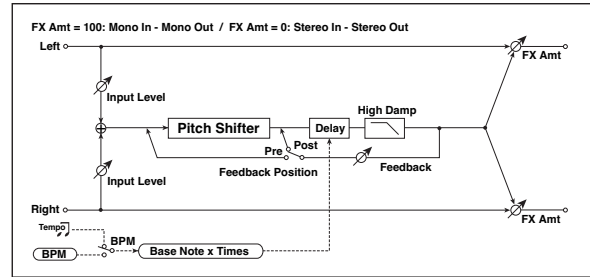 FX Amt = 100: Mono In - Mono Out / FX Amt = 0: Stereo In - Stereo Out
Left
FX Amt
Input Level
High Damp
Pitch Shifter
Delay
Post
Pre
Feedback Position
Feedback
Input Level
Right
FX Amt
Tempo
BPM
BPM
Base Note x Times